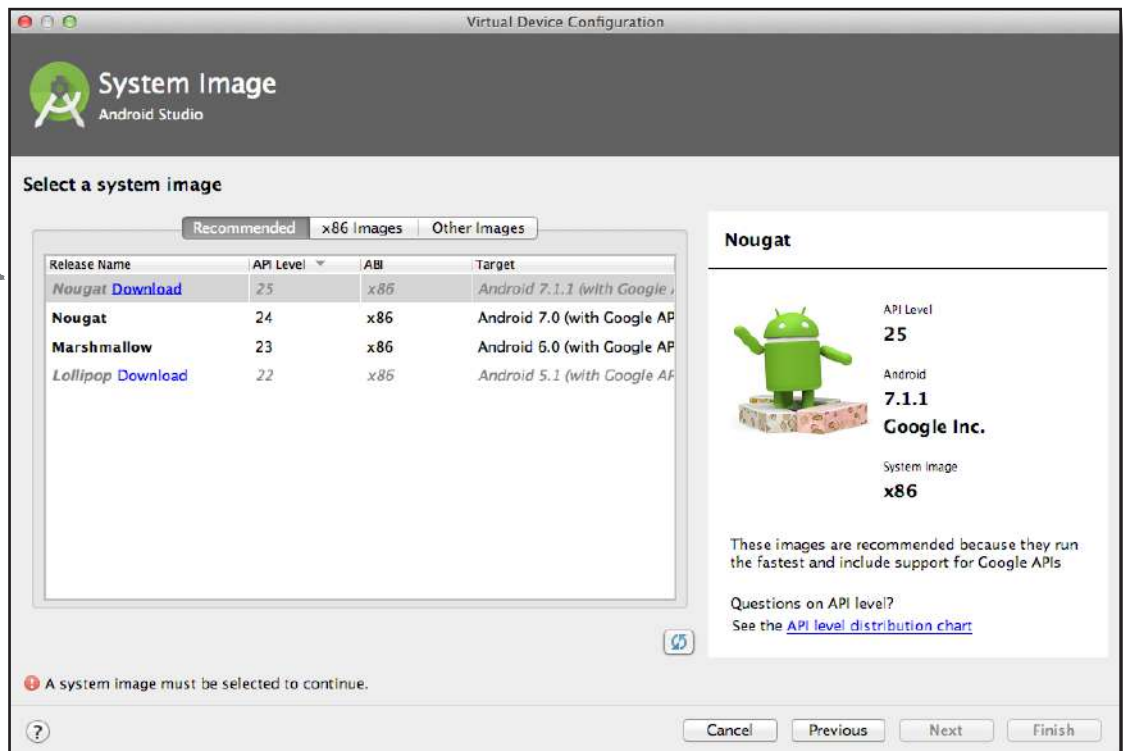 Virtual Device Configuration
System Image
Android Studio
Select a system image
Recommended x86 Images Other Images
Release Name API Level ABI Target
Nougat Download 25 x86 Android 7.1.1 (with Google
Nougat 24 x86 Android 7.0 (with Google AP
Marshmallow 23 x86 Android 6.0 (with Google AP
Lollipop Download 22 x86 Android 5.1 (with Google AP
Nougat
API Level
25
Android
7.1.1
Google Inc.
System Image
x86
These images are recommended because they run
the fastest and include support for Google APIs
Questions on API level?
See the API level distribution chart
A system image must be selected to continue.
? Cancel Previous Next Finish